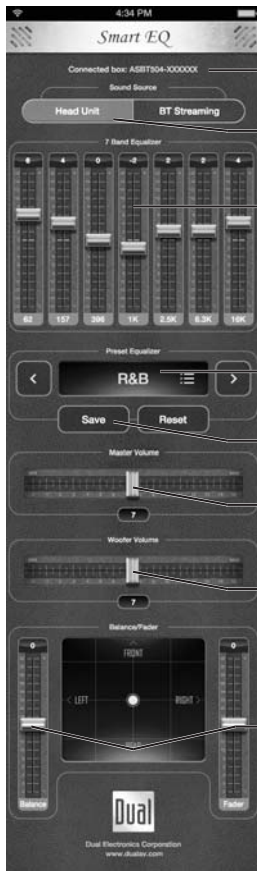 4:34 PM
Smart EQ
Connected box: ASBT504-XXXXXX
Sound Source
Head Unit BT Streaming
7 Band Equalizer
6 4 0 -2 2 2 4
62 157 396 1K 2.5K 6.3K 16K
Preset Equalizer
R&B
Save Reset
Master Volume
7
Woofer Volume
7
Balance/Fader
0 0
FRONT
LEFT RIGHT
Balance Fader
Dual
Dual Electronics Corporation
www.dualav.com